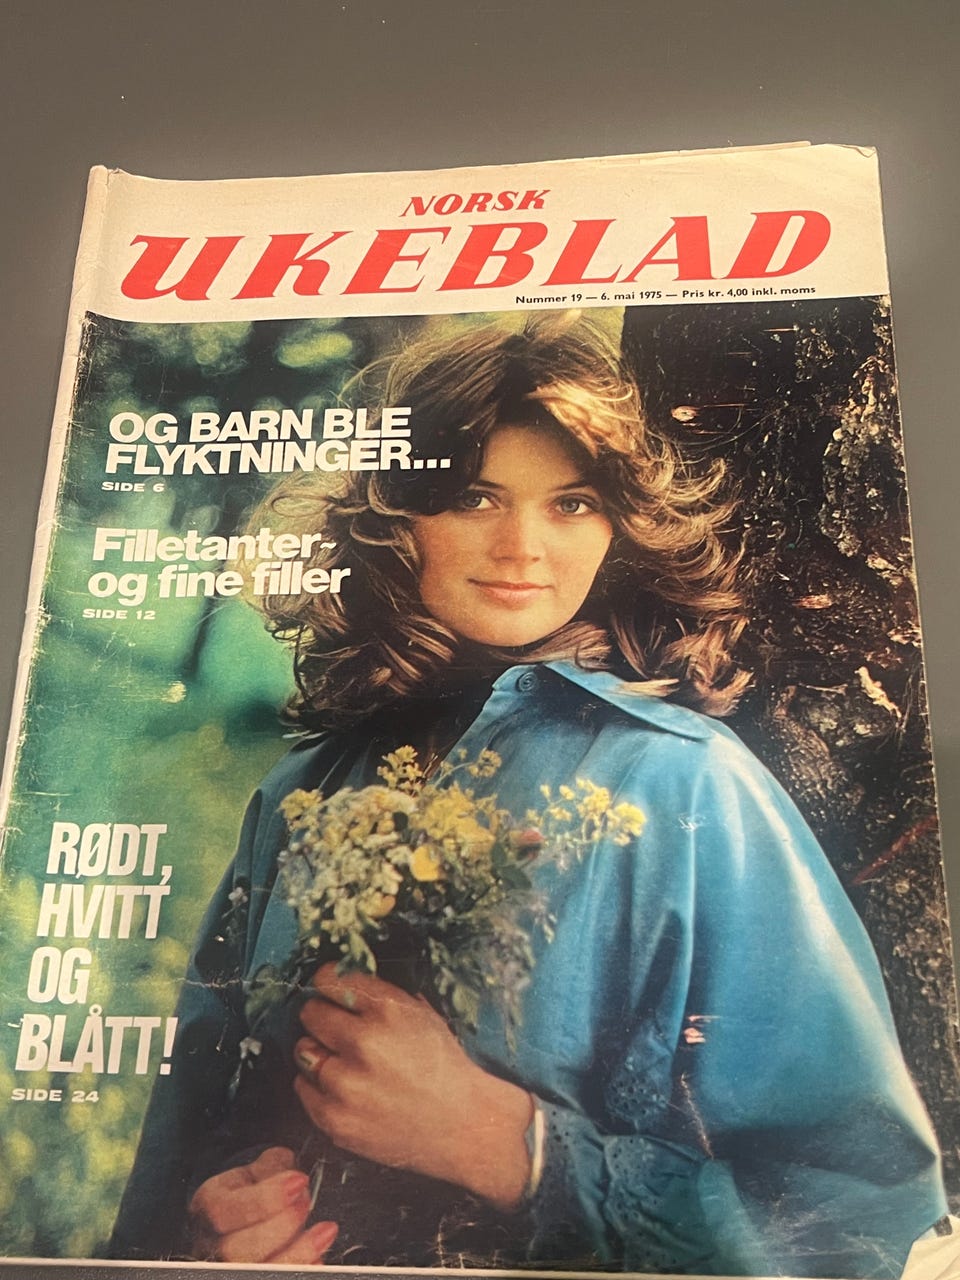 NORSK
UKEBLAD
Nummer 19 — 6. mai 1975 — Pris kr. 4,00 inkl. moms
OG BARN BLE
FLYKTNINGER...
SIDE 6
Filletanter-
og fine filler
SIDE 12
RØDT,
HVITT
OG
BLÅTT!
SIDE 24